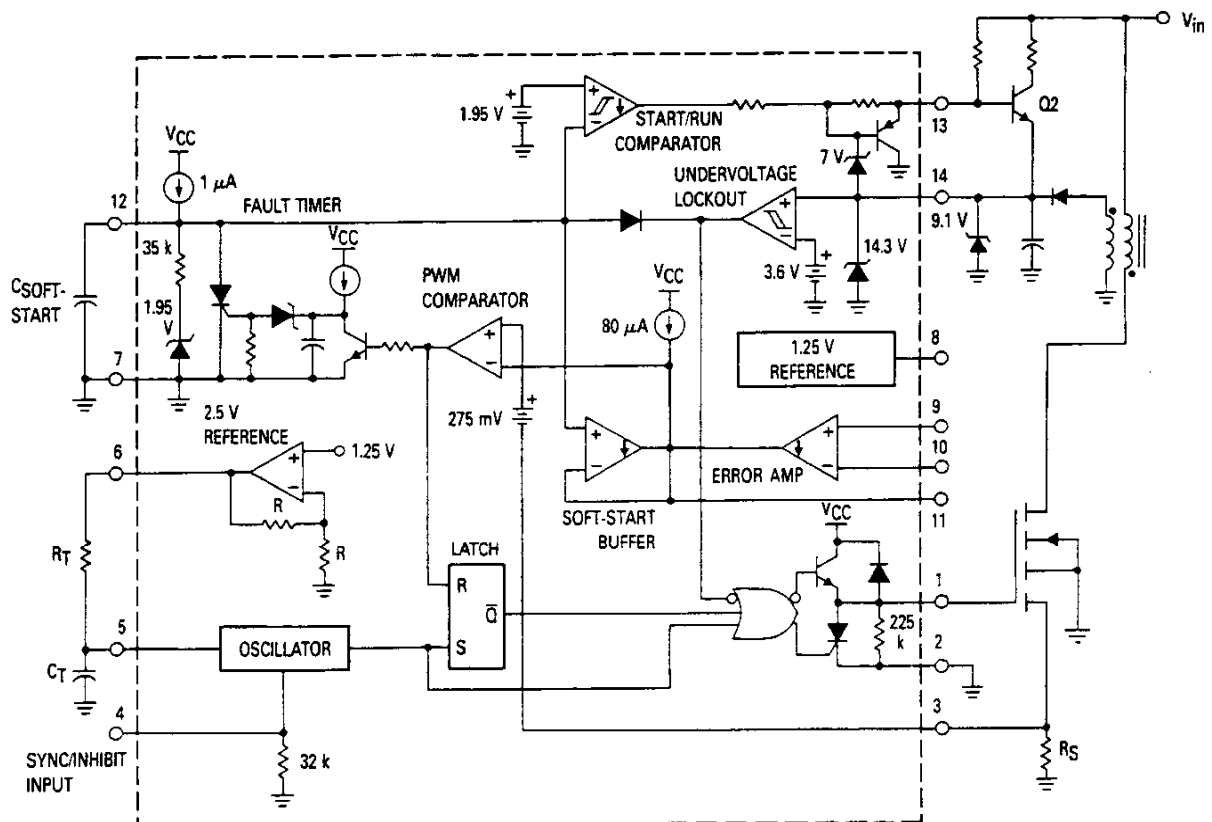 Vin
Q2
13
1.95 V
START/RUN
COMPARATOR
VCC
1 μA
7 V
UNDERVOLTAGE
LOCKOUT
14
12
FAULT TIMER
9.1 V
14.3 V
3.6 V
35 k
VCC
PWM
COMPARATOR
VCC
CSOFT-
START
1.95
V
80 μA
8
1.25 V
REFERENCE
7
2.5 V
REFERENCE
275 mV
9
10
6
1.25 V
ERROR AMP
R
11
SOFT-START
BUFFER
VCC
RT
R
LATCH
R
Q̅
1
5
OSCILLATOR
S
225
k
2
CT
4
3
SYNC/INHIBIT
INPUT
32 k
RS